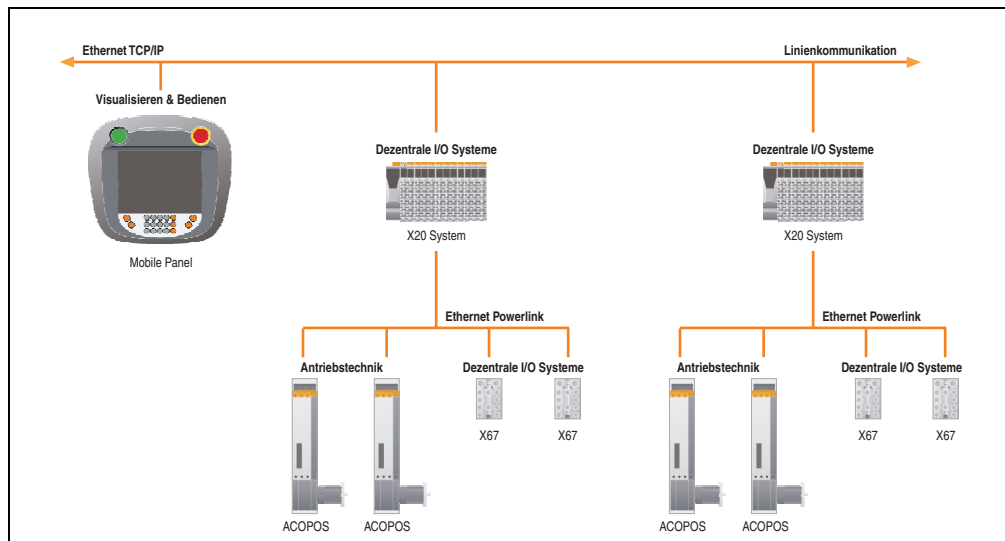 Ethernet TCP/IP
Linienkommunikation
Visualisieren & Bedienen
Mobile Panel
Dezentrale I/O Systeme
X20 System
Dezentrale I/O Systeme
X20 System
Ethernet Powerlink
Antriebstechnik
Dezentrale I/O Systeme
X67
X67
ACOPOS
ACOPOS
Ethernet Powerlink
Antriebstechnik
Dezentrale I/O Systeme
X67
X67
ACOPOS
ACOPOS